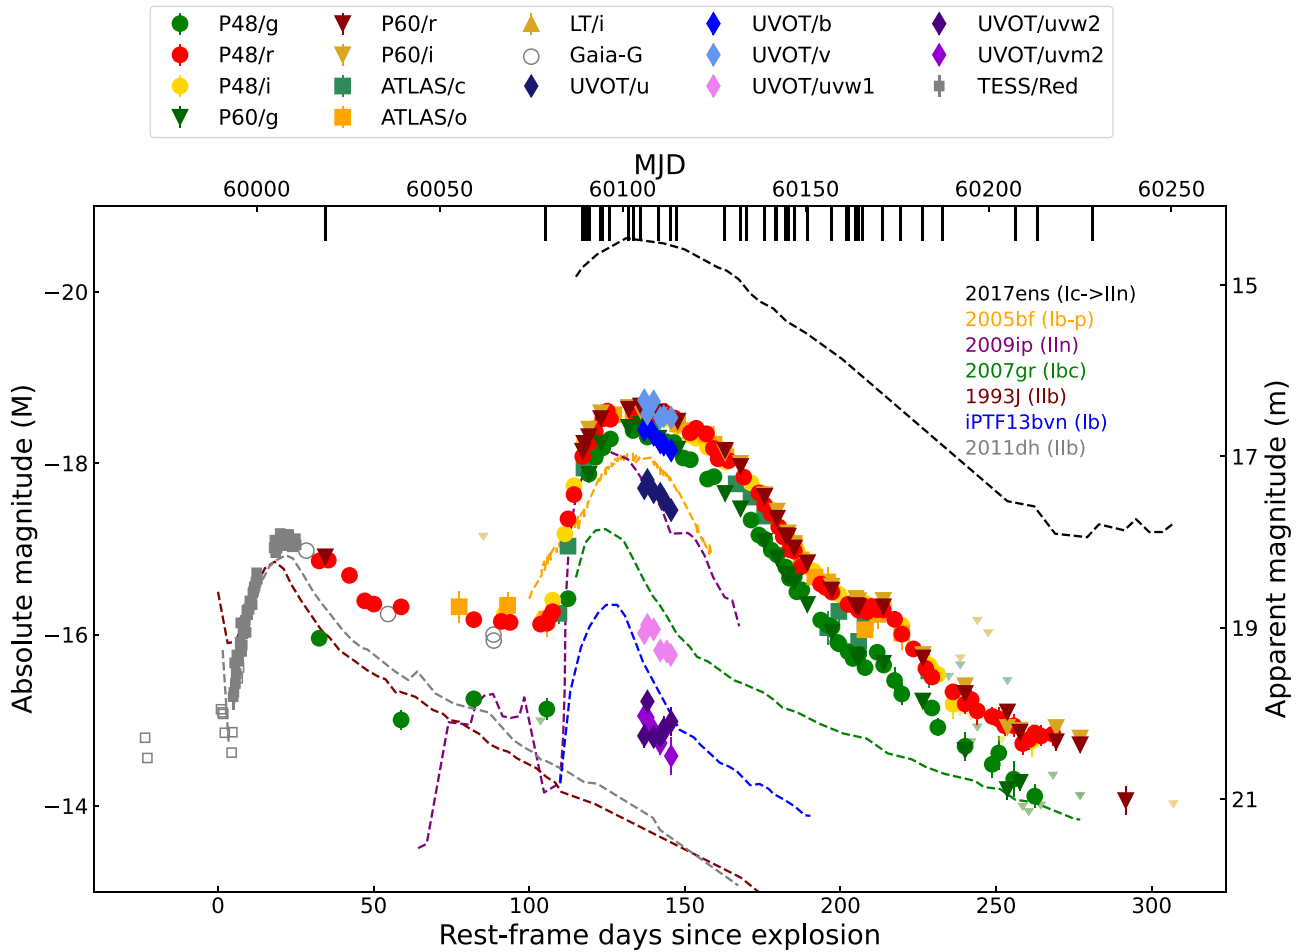 P48/g P60/r LT/i UVOT/b UVOT/uvw2
P48/r P60/i Gaia-G UVOT/v UVOT/uvm2
P48/i ATLAS/c UVOT/u UVOT/uvw1 TESS/Red
P60/g ATLAS/o
MJD
60000 60050 60100 60150 60200 60250
Absolute magnitude (M)
−20
−18
−16
−14
2017ens (Ic->IIn)
2005bf (Ib-p)
2009ip (IIn)
2007gr (Ibc)
1993J (IIb)
iPTF13bvn (Ib)
2011dh (IIb)
15
17
19
21
Apparent magnitude (m)
0 50 100 150 200 250 300
Rest-frame days since explosion